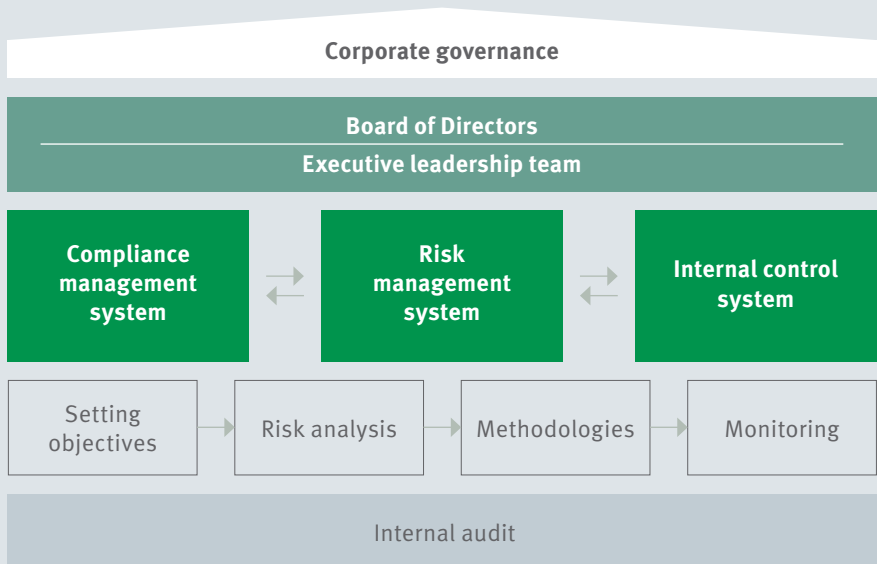 Corporate governance
Board of Directors
Executive leadership team
Compliance
management
system
Risk
management
system
Internal control
system
Setting
objectives
Risk analysis
Methodologies
Monitoring
Internal audit